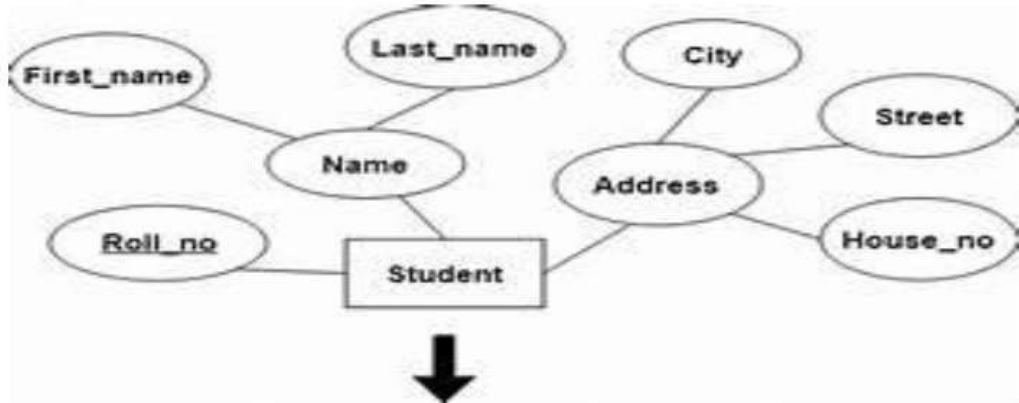 Last_name
City
First_name
Street
Name
Address
Roll_no
House_no
Student